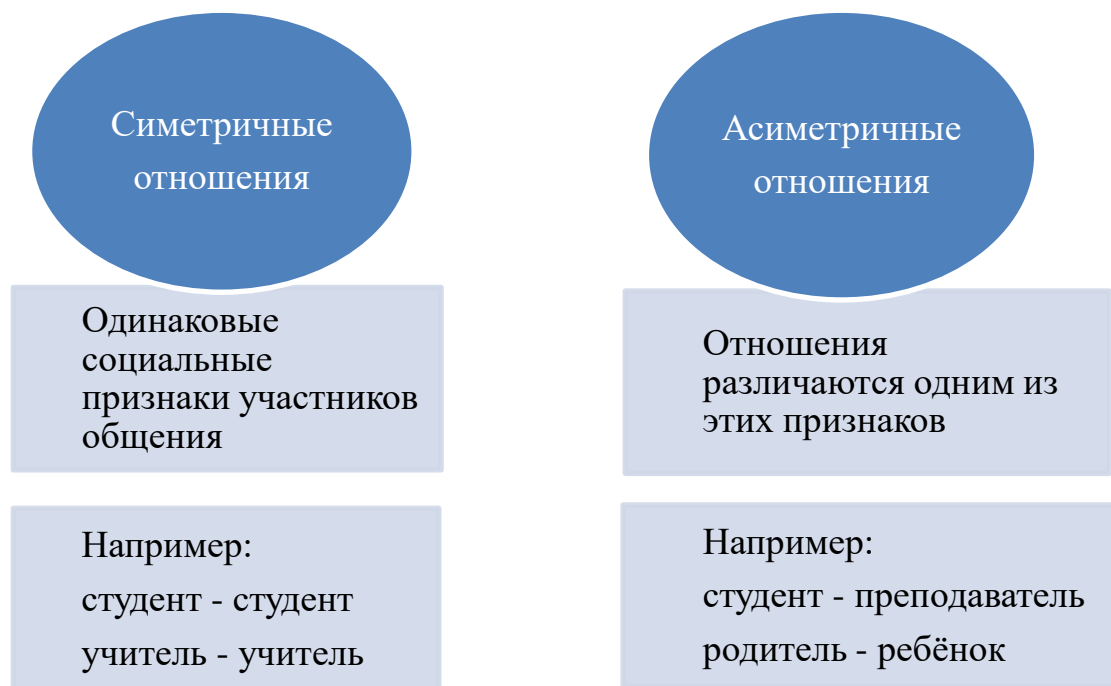 Симетричные
отношения
Одинаковые
социальные
признаки участников
общения
Например:
студент - студент
учитель - учитель
Асиметричные
отношения
Отношения
различаются одним из
этих признаков
Например:
студент - преподаватель
родитель - ребёнок